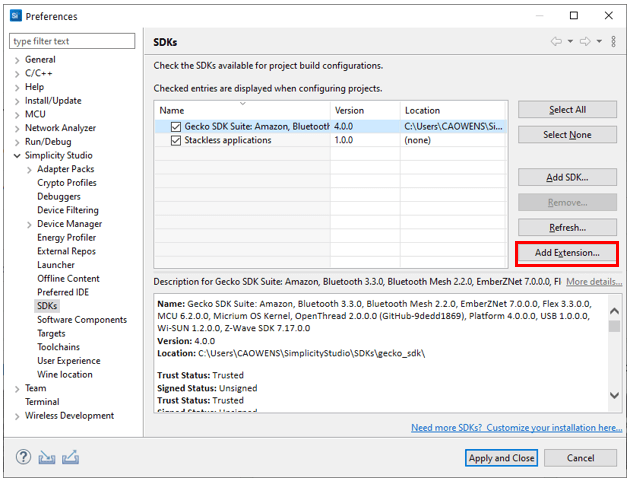 Si Preferences
type filter text
General
C/C++
Help
Install/Update
MCU
Network Analyzer
Run/Debug
Simplicity Studio
Adapter Packs
Crypto Profiles
Debuggers
Device Filtering
Device Manager
Energy Profiler
External Repos
Launcher
Offline Content
Preferred IDE
SDKs
Software Components
Targets
Toolchains
User Experience
Wine location
Team
Terminal
Wireless Development
SDKs
Check the SDKs available for project build configurations.
Checked entries are displayed when configuring projects.
Name Version Location
Gecko SDK Suite: Amazon, Bluetooth 4.0.0 C:\Users\CAOWENS\Si...
Stackless applications 1.0.0 (none)
Select All
Select None
Add SDK...
Remove...
Refresh...
Add Extension...
Description for Gecko SDK Suite: Amazon, Bluetooth 3.3.0, Bluetooth Mesh 2.2.0, EmberZNet 7.0.0.0, Fl More details...
Name: Gecko SDK Suite: Amazon, Bluetooth 3.3.0, Bluetooth Mesh 2.2.0, EmberZNet 7.0.0.0, Flex 3.3.0.0,
MCU 6.2.0.0, Micrium OS Kernel, OpenThread 2.0.0.0 (GitHub-9dedd1869), Platform 4.0.0.0, USB 1.0.0.0,
Wi-SUN 1.2.0.0, Z-Wave SDK 7.17.0.0
Version: 4.0.0
Location: C:\Users\CAOWENS\SimplicityStudio\SDKs\gecko_sdk\
Trust Status: Trusted
Signed Status: Unsigned
Trust Status: Trusted
Signed Status: Unsigned
Need more SDKs? Customize your installation here...
Apply and Close
Cancel